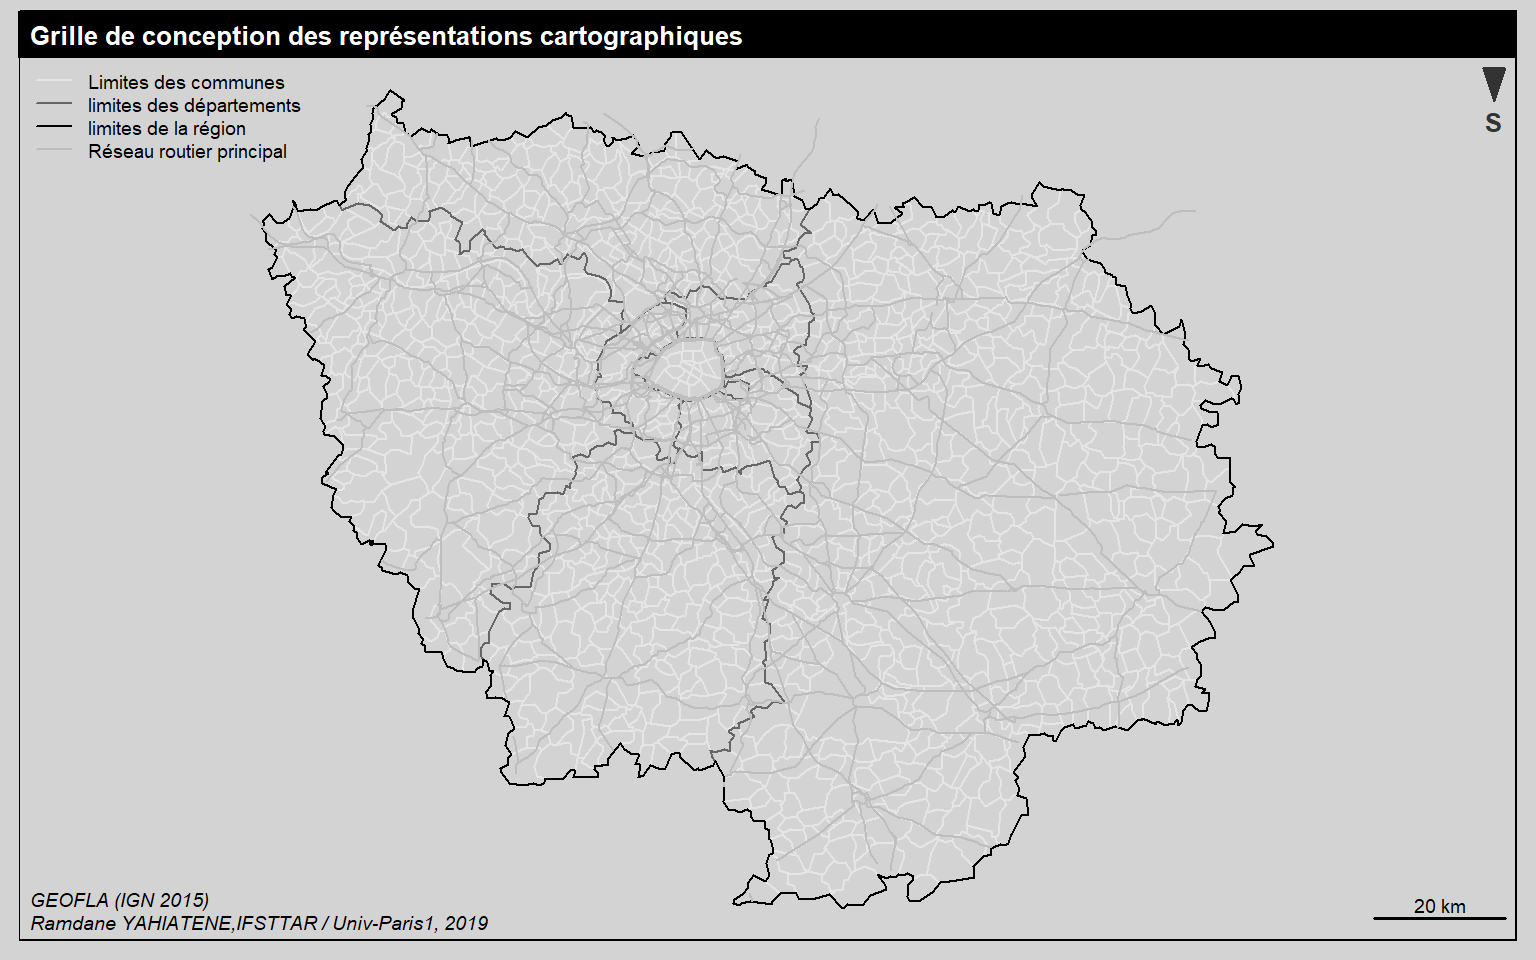 Grille de conception des représentations cartographiques
Limites des communes
limites des départements
limites de la région
Réseau routier principal
S
GEOFLA (IGN 2015)
Ramdane YAHIATENE,IFSTTAR / Univ-Paris1, 2019
20 km